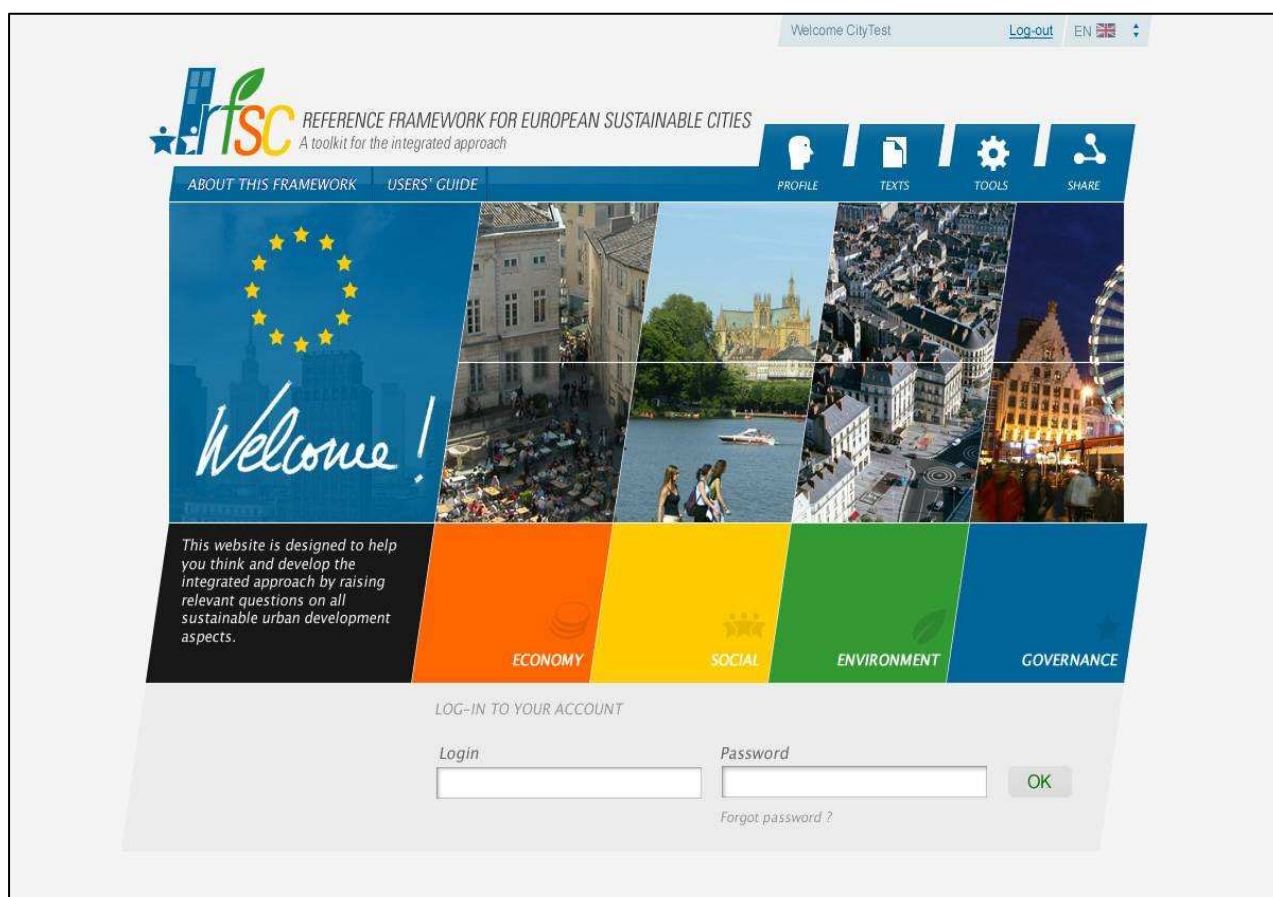 Welcome CityTest Log-out EN
rfsc
REFERENCE FRAMEWORK FOR EUROPEAN SUSTAINABLE CITIES
A toolkit for the integrated approach
ABOUT THIS FRAMEWORK USERS' GUIDE
PROFILE TEXTS TOOLS SHARE
Welcome!
This website is designed to help
you think and develop the
integrated approach by raising
relevant questions on all
sustainable urban development
aspects.
ECONOMY SOCIAL ENVIRONMENT GOVERNANCE
LOG-IN TO YOUR ACCOUNT
Login Password
OK
Forgot password ?